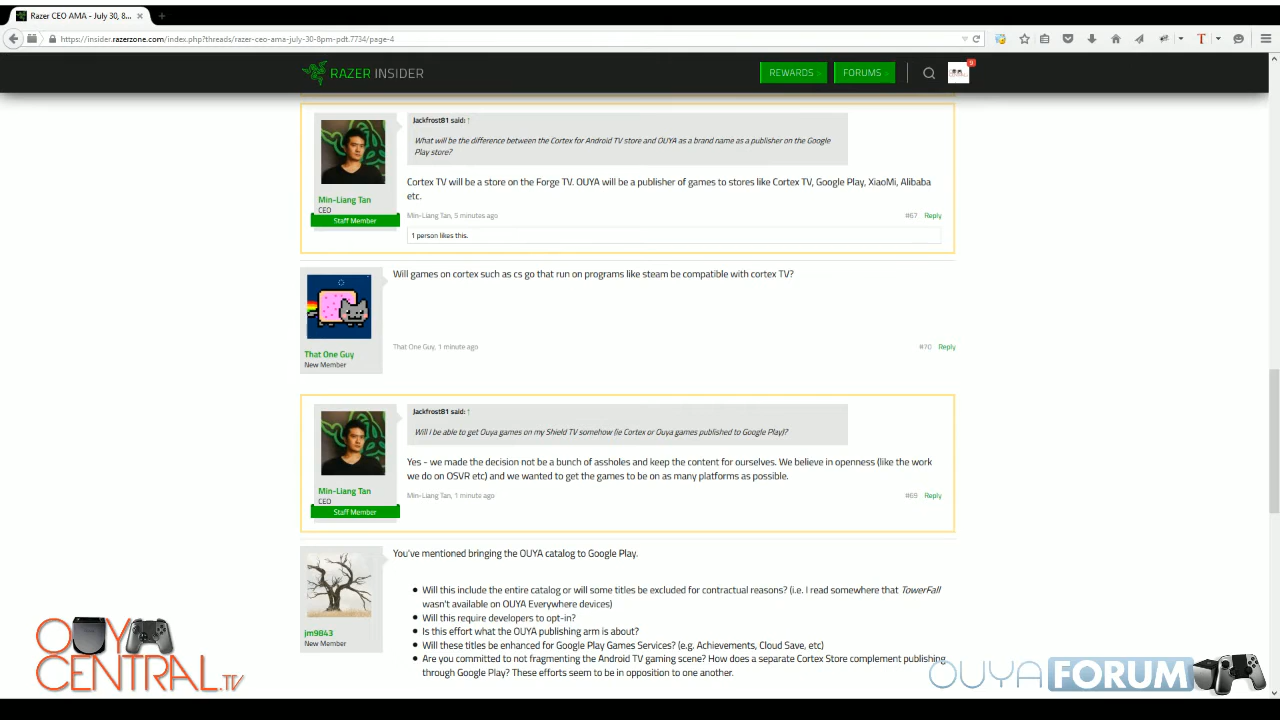 Razer CEO AMA - July 30, 8...
https://insider.razerzone.com/index.php?threads/razer-ceo-ama-july-30-8pm-pdt.7734/page-4
RAZER INSIDER
REWARDS
FORUMS
9
Jackfrost81 said: ↑
What will be the difference between the Cortex for Android TV store and OUYA as a brand name as a publisher on the Google
Play store?
Cortex TV will be a store on the Forge TV. OUYA will be a publisher of games to stores like Cortex TV, Google Play, XiaoMi, Alibaba
etc.
Min-Liang Tan
CEO
Staff Member
Min-Liang Tan, 5 minutes ago
#67 Reply
1 person likes this.
Will games on cortex such as cs go that run on programs like steam be compatible with cortex TV?
That One Guy
New Member
That One Guy, 1 minute ago
#70 Reply
Jackfrost81 said: ↑
Will I be able to get Ouya games on my Shield TV somehow (ie Cortex or Ouya games published to Google Play)?
Yes - we made the decision not be a bunch of assholes and keep the content for ourselves. We believe in openness (like the work
we do on OSVR etc) and we wanted to get the games to be on as many platforms as possible.
Min-Liang Tan
CEO
Staff Member
Min-Liang Tan, 1 minute ago
#69 Reply
You've mentioned bringing the OUYA catalog to Google Play.
Will this include the entire catalog or will some titles be excluded for contractual reasons? (i.e. I read somewhere that TowerFall
wasn't available on OUYA Everywhere devices)
Will this require developers to opt-in?
Is this effort what the OUYA publishing arm is about?
Will these titles be enhanced for Google Play Games Services? (e.g. Achievements, Cloud Save, etc)
Are you committed to not fragmenting the Android TV gaming scene? How does a separate Cortex Store complement publishing
through Google Play? These efforts seem to be in opposition to one another.
jm9843
New Member
OUYA
CENTRAL.TV
OUYAFORUM